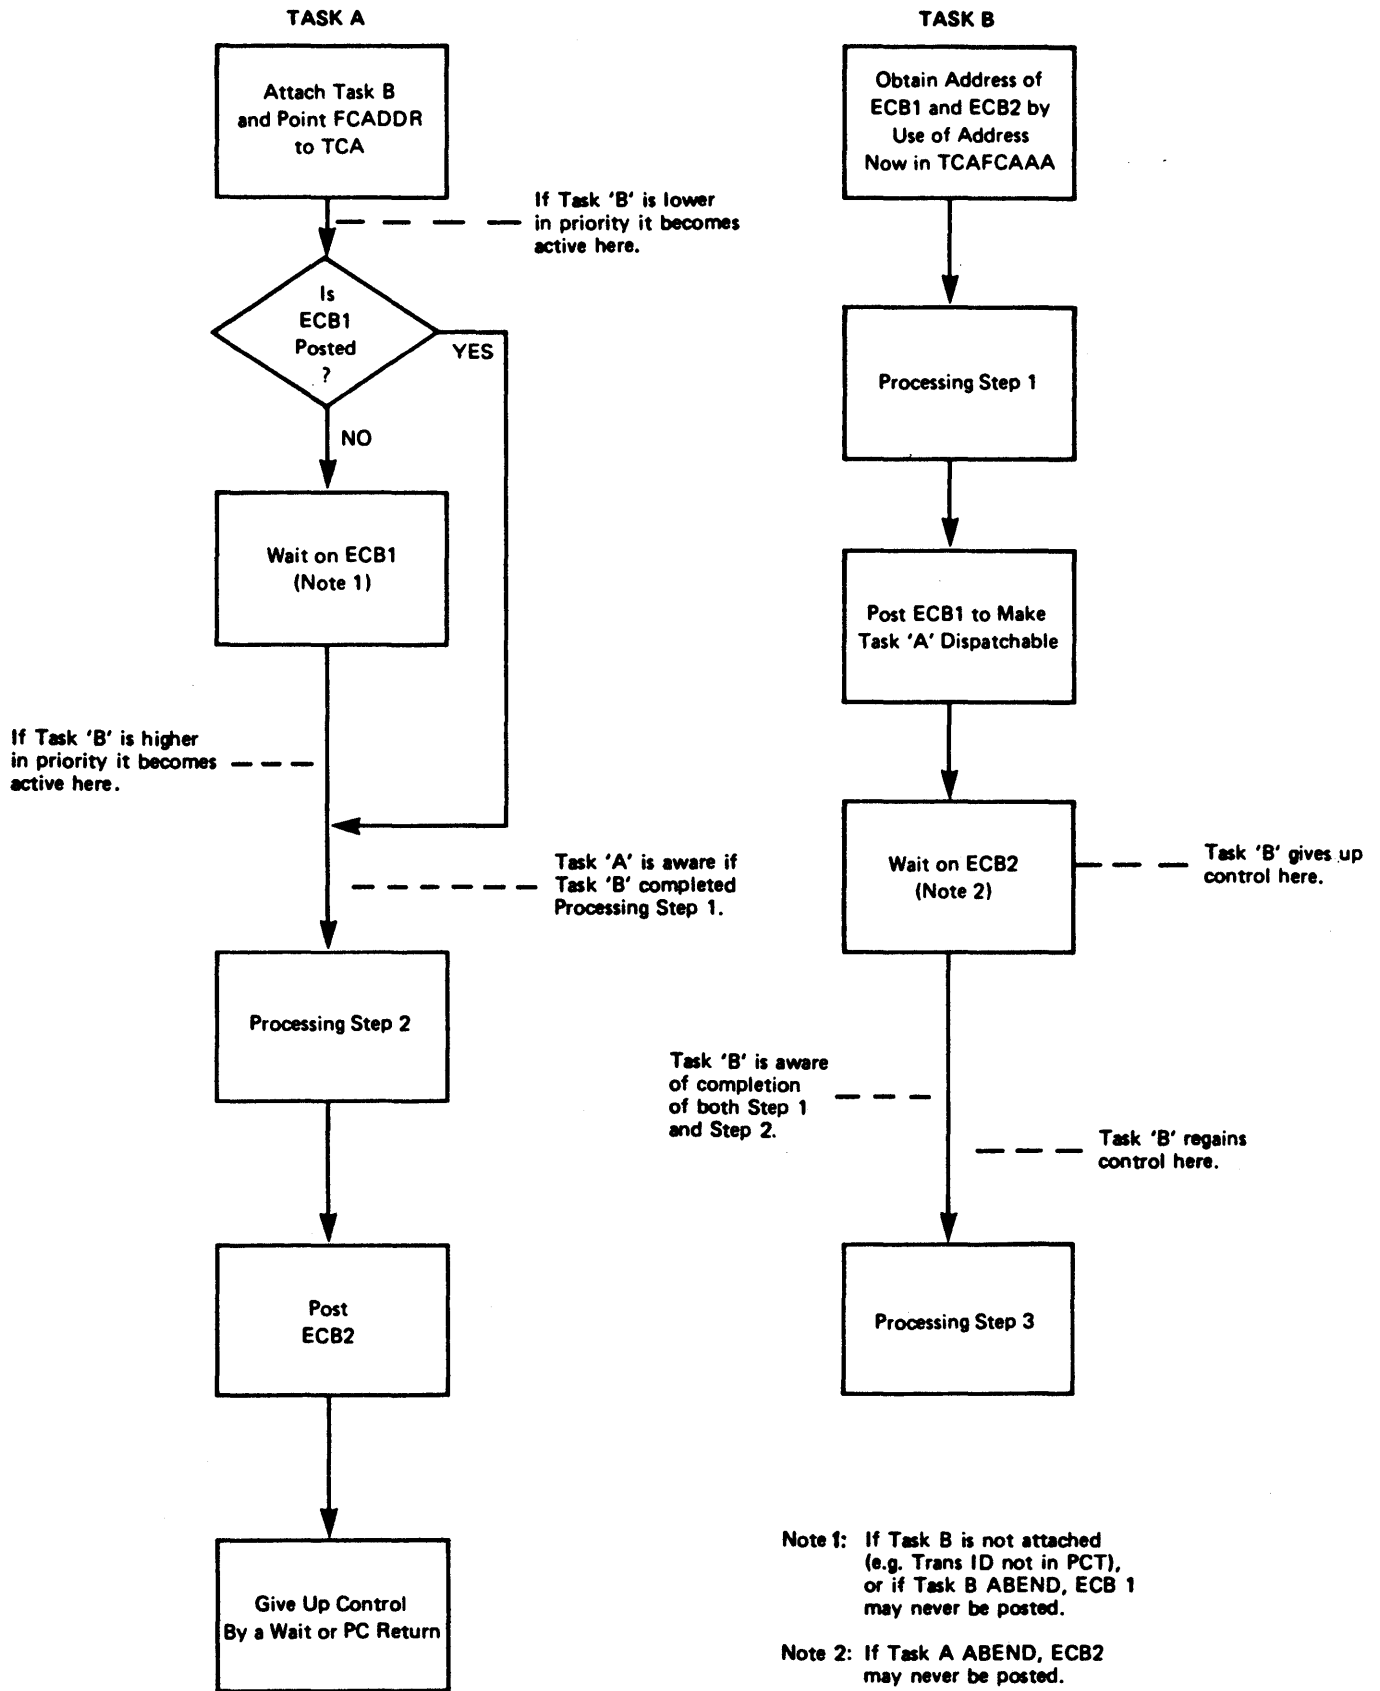 TASK A
Attach Task B
and Point FCADDR
to TCA
If Task 'B' is lower
in priority it becomes
active here.
Is
ECB1
Posted
?
YES
NO
Wait on ECB1
(Note 1)
If Task 'B' is higher
in priority it becomes
active here.
Task 'A' is aware if
Task 'B' completed
Processing Step 1.
Processing Step 2
Post
ECB2
Give Up Control
By a Wait or PC Return
TASK B
Obtain Address of
ECB1 and ECB2 by
Use of Address
Now in TCAFCAAA
Processing Step 1
Post ECB1 to Make
Task 'A' Dispatchable
Wait on ECB2
(Note 2)
Task 'B' gives up
control here.
Task 'B' is aware
of completion
of both Step 1
and Step 2.
Task 'B' regains
control here.
Processing Step 3
Note 1: If Task B is not attached
(e.g. Trans ID not in PCT),
or if Task B ABEND, ECB 1
may never be posted.
Note 2: If Task A ABEND, ECB2
may never be posted.